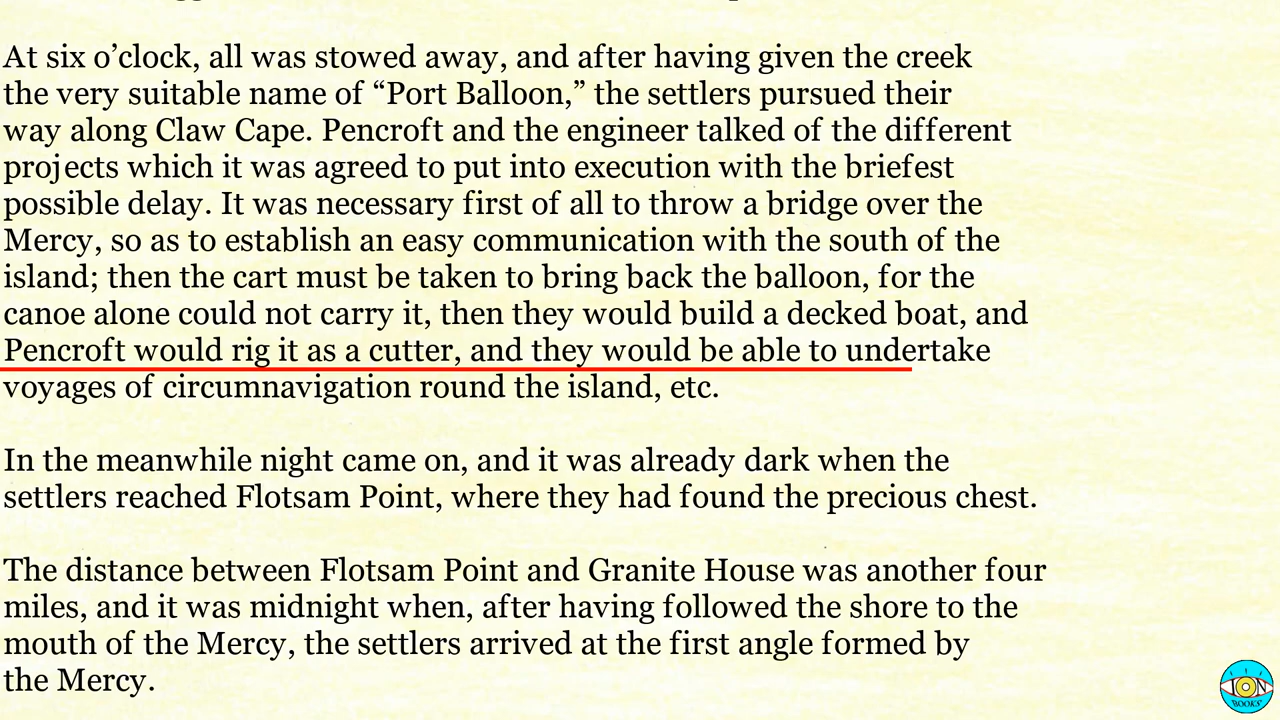 At six o’clock, all was stowed away, and after having given the creek
the very suitable name of “Port Balloon,” the settlers pursued their
way along Claw Cape. Pencroft and the engineer talked of the different
projects which it was agreed to put into execution with the briefest
possible delay. It was necessary first of all to throw a bridge over the
Mercy, so as to establish an easy communication with the south of the
island; then the cart must be taken to bring back the balloon, for the
canoe alone could not carry it, then they would build a decked boat, and
Pencroft would rig it as a cutter, and they would be able to undertake
voyages of circumnavigation round the island, etc.
In the meanwhile night came on, and it was already dark when the
settlers reached Flotsam Point, where they had found the precious chest.
The distance between Flotsam Point and Granite House was another four
miles, and it was midnight when, after having followed the shore to the
mouth of the Mercy, the settlers arrived at the first angle formed by
the Mercy.
ION
BOOKS